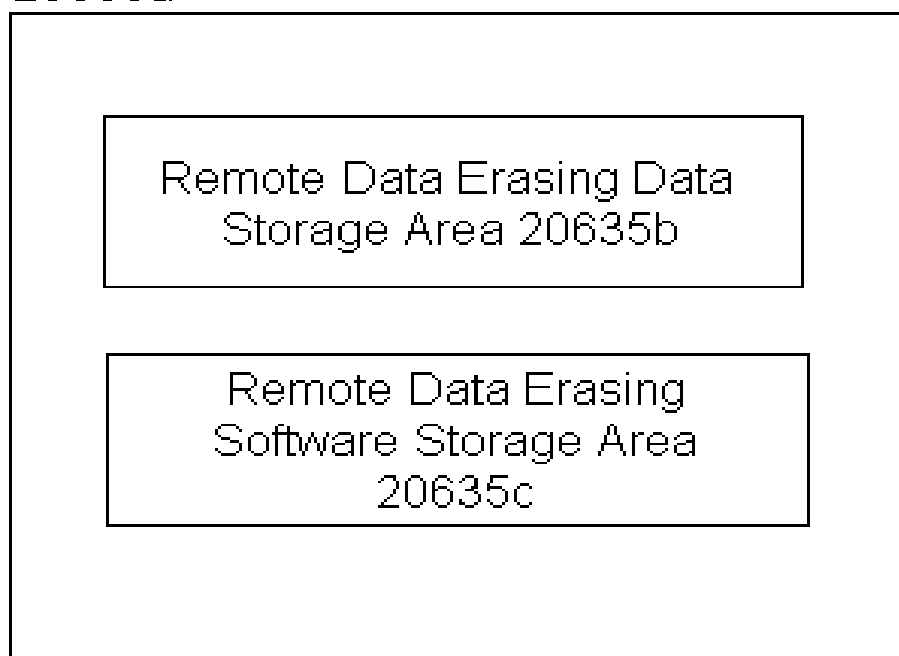 Remote Data Erasing Data
Storage Area 20635b
Remote Data Erasing
Software Storage Area
20635c